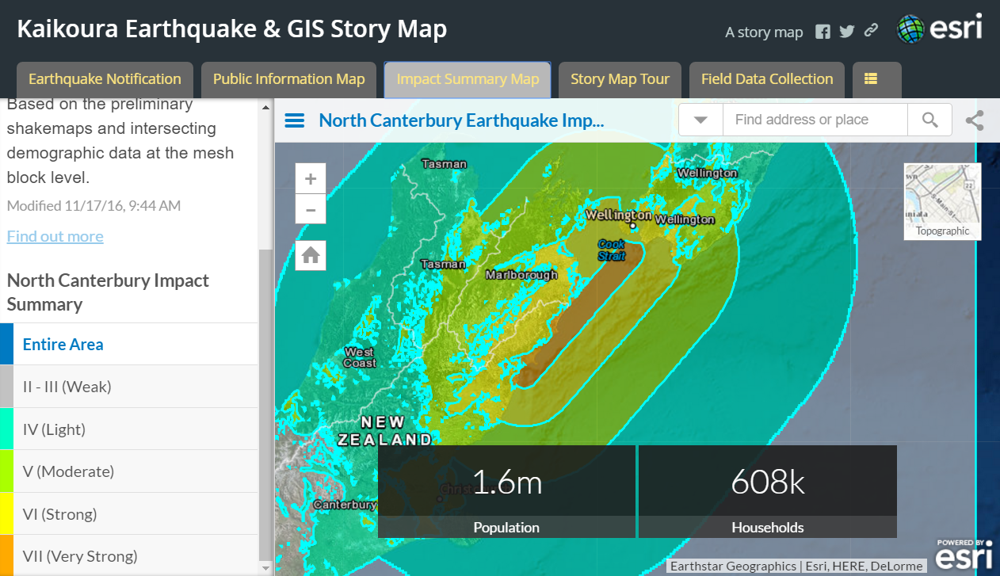 Kaikoura Earthquake & GIS Story Map
A story map
esri
Earthquake Notification
Public Information Map
Impact Summary Map
Story Map Tour
Field Data Collection
Based on the preliminary
shakemaps and intersecting
demographic data at the mesh
block level.
Modified 11/17/16, 9:44 AM
Find out more
North Canterbury Impact
Summary
Entire Area
II - III (Weak)
IV (Light)
V (Moderate)
VI (Strong)
VII (Very Strong)
North Canterbury Earthquake Imp...
Find address or place
+
−
Topographic
22
S-Main-St
Tasman
Wellington
Wellington
Wellington
Cook
Strait
Tasman
Marlborough
West
Coast
NEW
ZEALAND
Canterbury
1.6m
Population
608k
Households
POWERED BY
esri
Earthstar Geographics | Esri, HERE, DeLorme